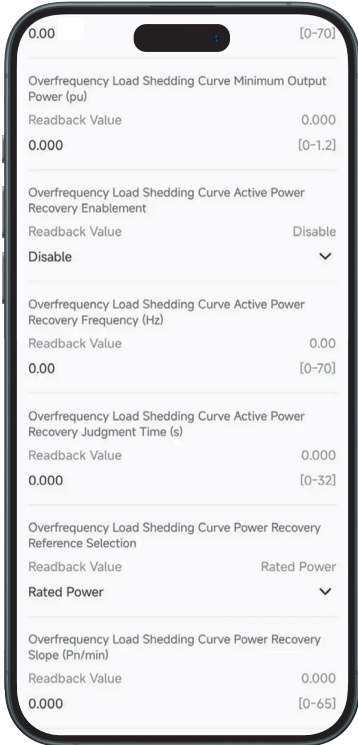 0.00 [0-70]
Overfrequency Load Shedding Curve Minimum Output
Power (pu)
Readback Value 0.000
0.000 [0-1.2]
Overfrequency Load Shedding Curve Active Power
Recovery Enablement
Readback Value Disable
Disable
Overfrequency Load Shedding Curve Active Power
Recovery Frequency (Hz)
Readback Value 0.00
0.00 [0-70]
Overfrequency Load Shedding Curve Active Power
Recovery Judgment Time (s)
Readback Value 0.000
0.000 [0-32]
Overfrequency Load Shedding Curve Power Recovery
Reference Selection
Readback Value Rated Power
Rated Power
Overfrequency Load Shedding Curve Power Recovery
Slope (Pn/min)
Readback Value 0.000
0.000 [0-65]